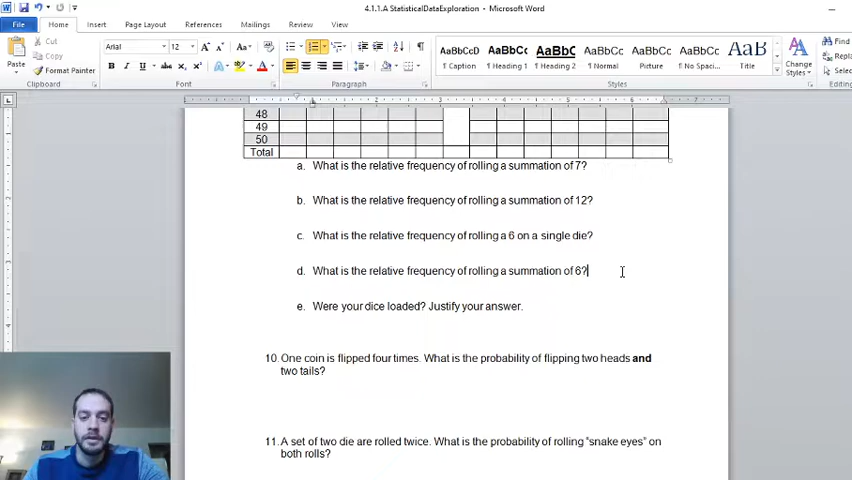 4.1.1.A StatisticalDataExploration - Microsoft Word
File Home Insert Page Layout References Mailings Review View
Cut
Copy
Format Painter
Paste
Clipboard
Arial 12
Font
Paragraph
AaBbCcD AaBbCc AaBbCc AaBbCcI AaBbCcI AaBbCcI AaB
¶ Caption Heading 1 ¶ Heading 2 ¶ Normal Picture ¶ No Spaci... Title
Change Styles
Styles
Find
Replace
Select
Editing
48
49
50
Total
a. What is the relative frequency of rolling a summation of 7?
b. What is the relative frequency of rolling a summation of 12?
c. What is the relative frequency of rolling a 6 on a single die?
d. What is the relative frequency of rolling a summation of 6?
e. Were your dice loaded? Justify your answer.
10. One coin is flipped four times. What is the probability of flipping two heads and
two tails?
11. A set of two die are rolled twice. What is the probability of rolling "snake eyes" on
both rolls?